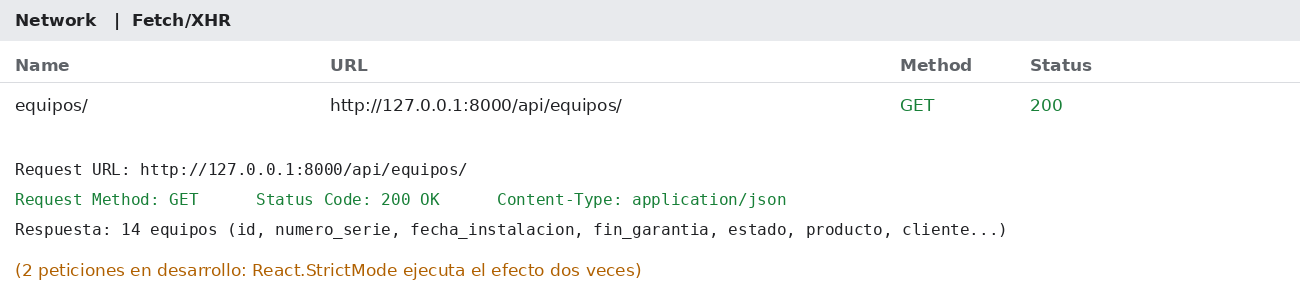 Network | Fetch/XHR
Name URL Method Status
equipos/ http://127.0.0.1:8000/api/equipos/ GET 200
Request URL: http://127.0.0.1:8000/api/equipos/
Request Method: GET Status Code: 200 OK Content-Type: application/json
Respuesta: 14 equipos (id, numero_serie, fecha_instalacion, fin_garantia, estado, producto, cliente...)
(2 peticiones en desarrollo: React.StrictMode ejecuta el efecto dos veces)